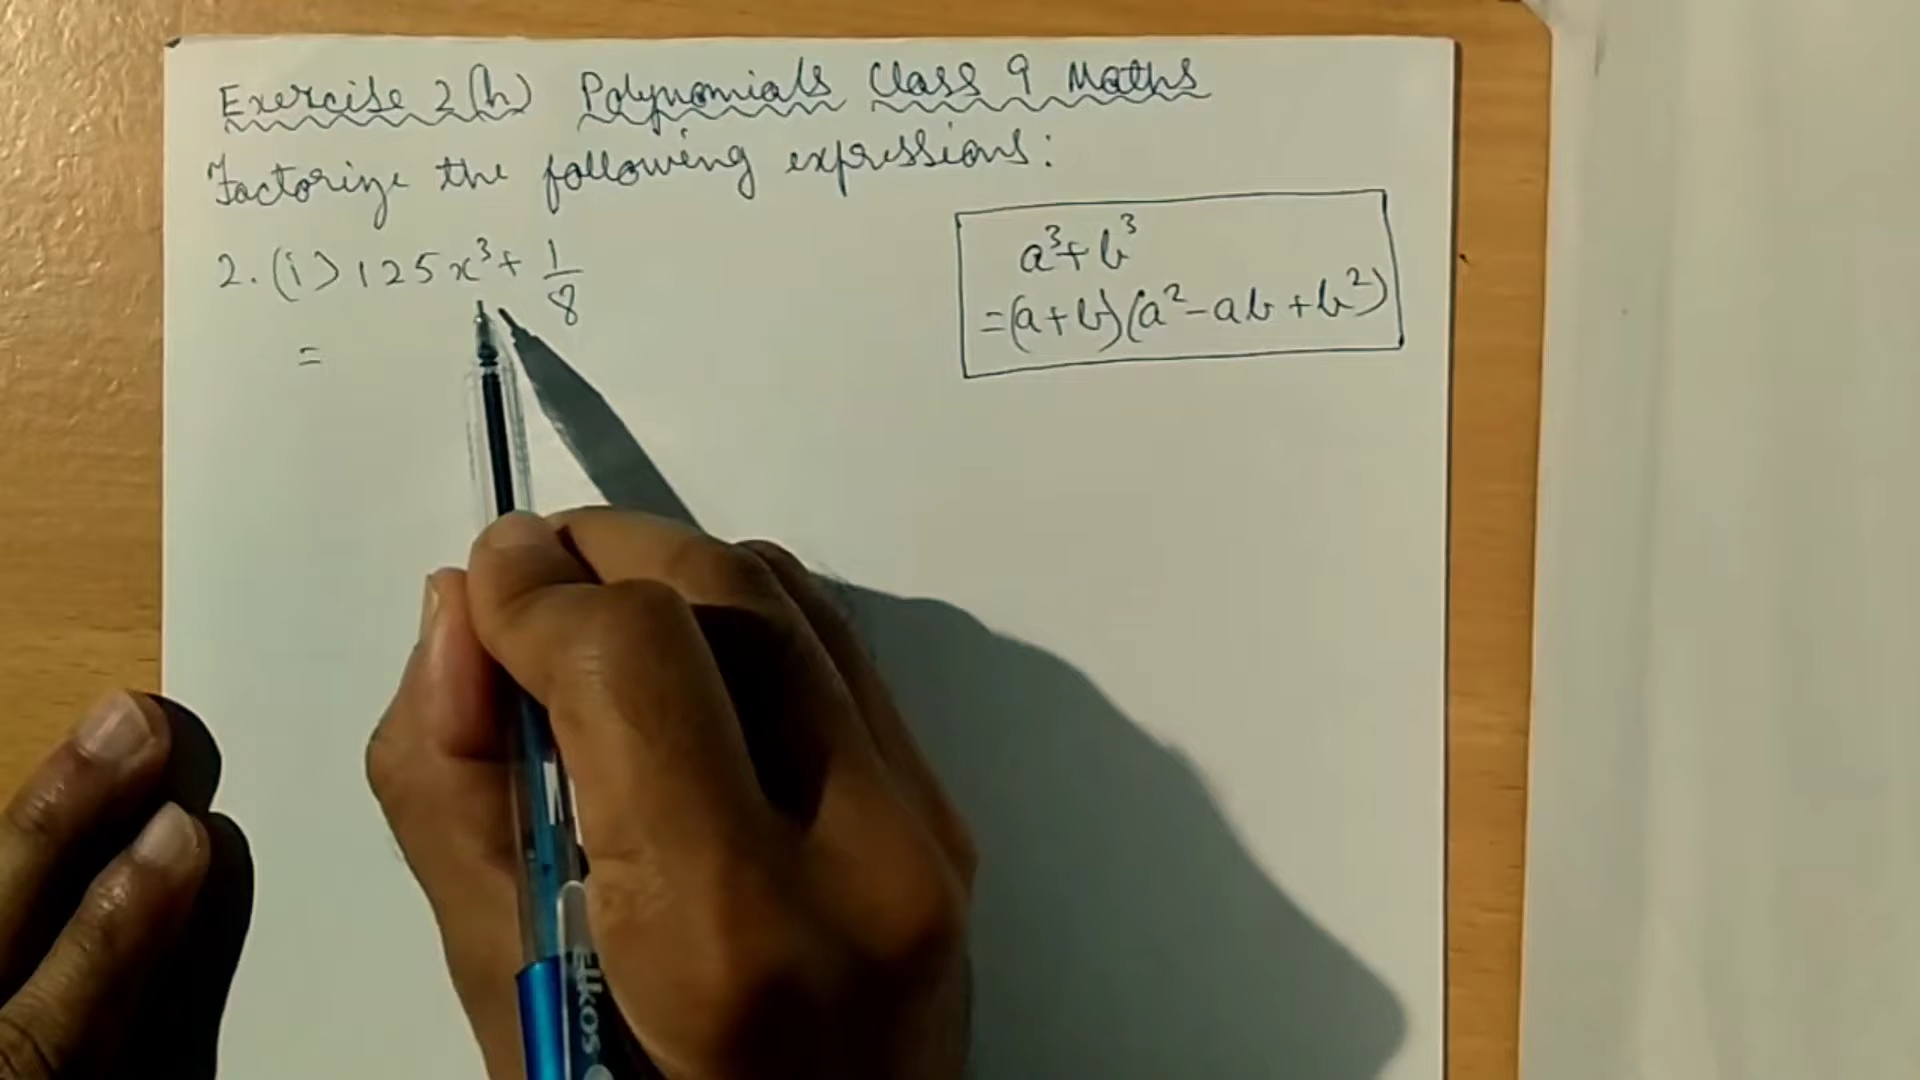 Exercise 2(h) Polynomials Class 9 Maths
Factorize the following expressions:
2. (i) 125x³ + 1/8
=
a³+b³
=(a+b)(a²-ab+b²)
Elkos